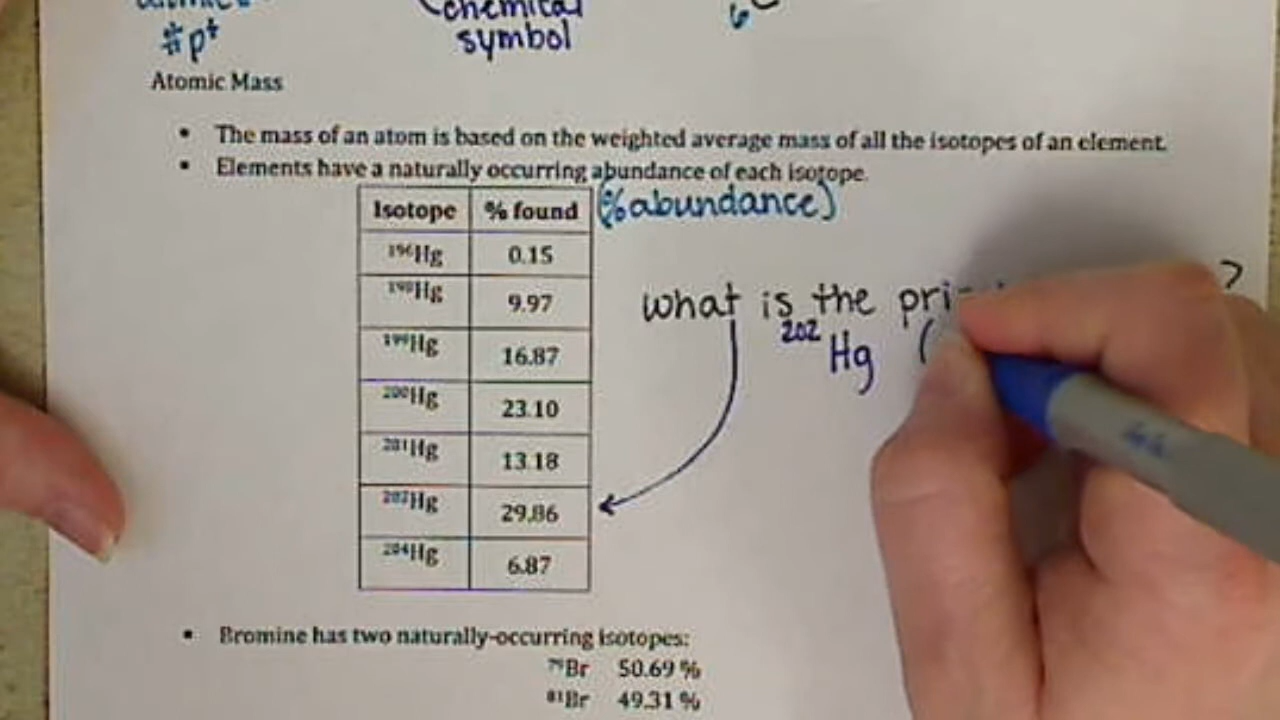 (chemical
#p⁺
symbol
6
Atomic Mass
• The mass of an atom is based on the weighted average mass of all the isotopes of an element.
• Elements have a naturally occurring abundance of each isotope.
Isotope % found (% abundance)
¹⁹⁶Hg 0.15
¹⁹⁸Hg 9.97
¹⁹⁹Hg 16.87
²⁰⁰Hg 23.10
²⁰¹Hg 13.18
²⁰²Hg 29.86
²⁰⁴Hg 6.87
what is the ?
²⁰²Hg (
• Bromine has two naturally-occurring isotopes:
⁷⁹Br 50.69 %
⁸¹Br 49.31 %